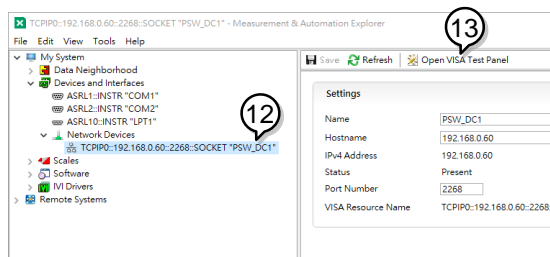 TCPIP0::192.168.0.60::2268::SOCKET "PSW_DC1" - Measurement & Automation Explorer
File Edit View Tools Help
13
My System
Data Neighborhood
Devices and Interfaces
ASRL1::INSTR "COM1"
ASRL2::INSTR "COM2"
ASRL10::INSTR "LPT1"
Network Devices
12
TCPIP0::192.168.0.60::2268::SOCKET "PSW_DC1"
Scales
Software
IVI Drivers
Remote Systems
Save Refresh Open VISA Test Panel
Settings
Name PSW_DC1
Hostname 192.168.0.60
IPv4 Address 192.168.0.60
Status Present
Port Number 2268
VISA Resource Name TCPIP0::192.168.0.60::2268: